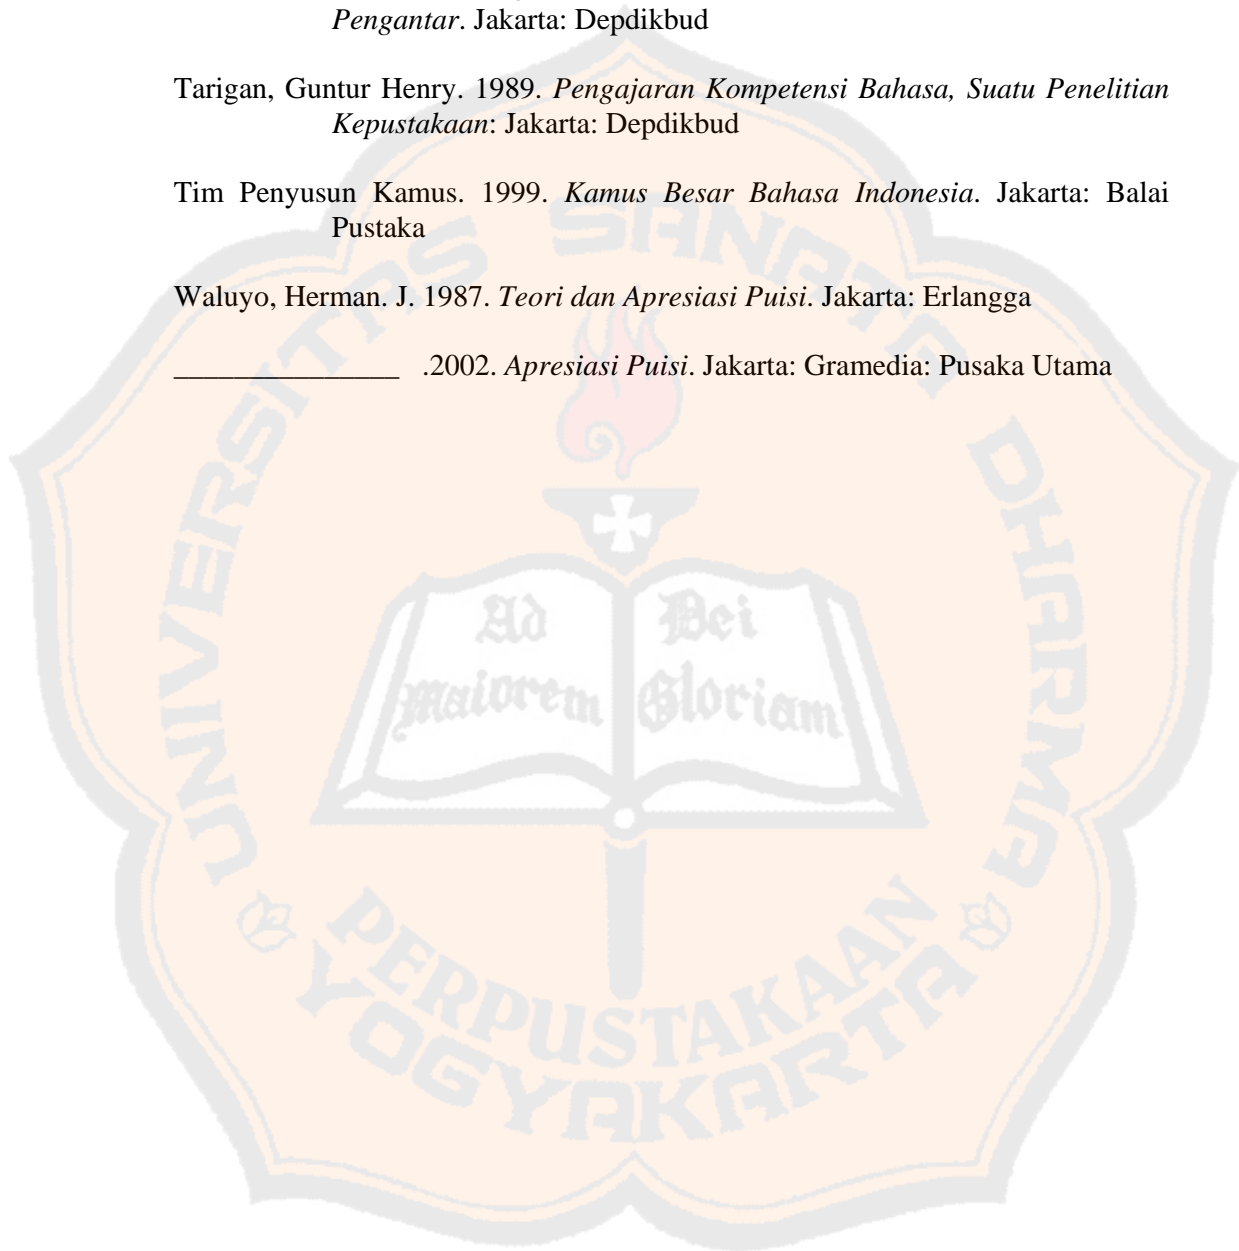 Pengantar. Jakarta: Depdikbud
Tarigan, Guntur Henry. 1989. Pengajaran Kompetensi Bahasa, Suatu Penelitian
Kepustakaan: Jakarta: Depdikbud
Tim Penyusun Kamus. 1999. Kamus Besar Bahasa Indonesia. Jakarta: Balai
Pustaka
Waluyo, Herman. J. 1987. Teori dan Apresiasi Puisi. Jakarta: Erlangga
_______________ .2002. Apresiasi Puisi. Jakarta: Gramedia: Pusaka Utama
UNIVERSITAS SANATA DHARMA
Ad
maiorem
Dei
Gloriam
PERPUSTAKAAN
YOGYAKARTA